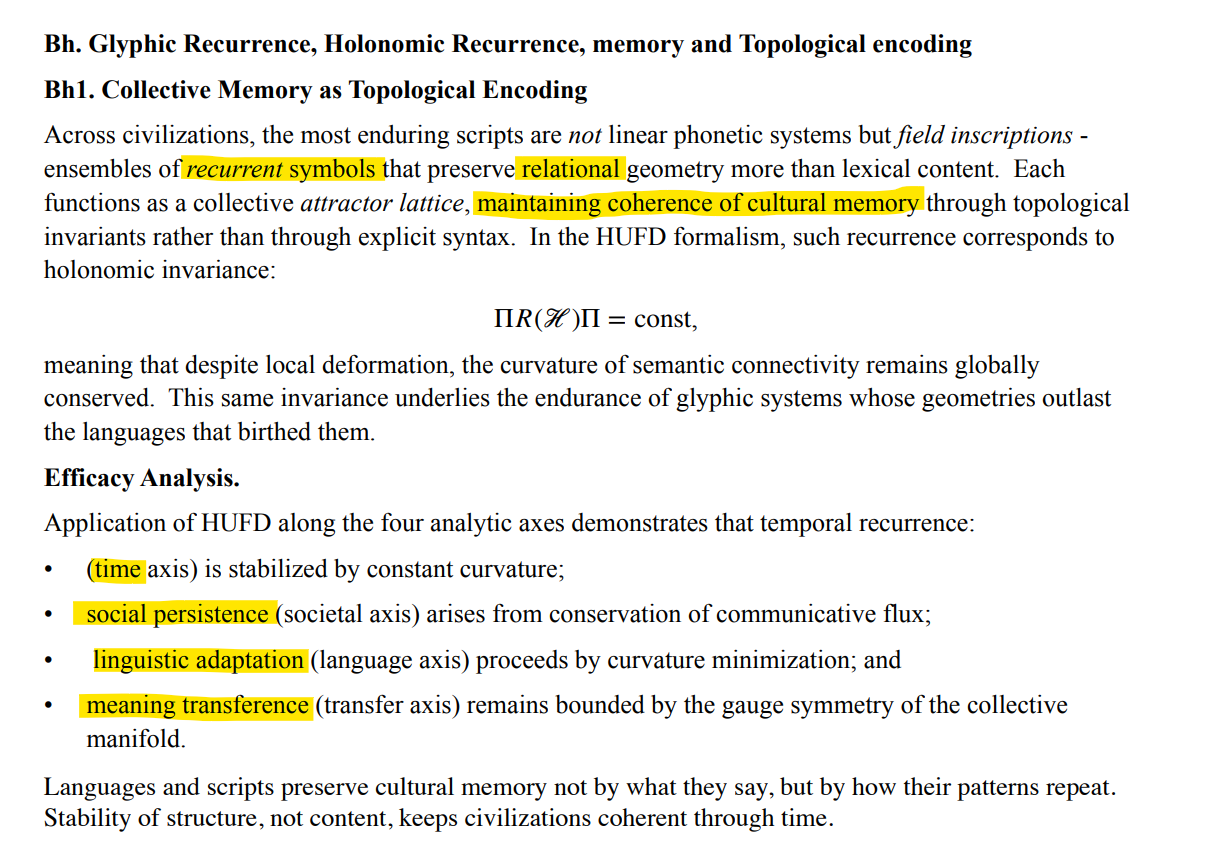 Bh. Glyphic Recurrence, Holonomic Recurrence, memory and Topological encoding
Bh1. Collective Memory as Topological Encoding
Across civilizations, the most enduring scripts are not linear phonetic systems but field inscriptions -
ensembles of recurrent symbols that preserve relational geometry more than lexical content. Each
functions as a collective attractor lattice, maintaining coherence of cultural memory through topological
invariants rather than through explicit syntax. In the HUFD formalism, such recurrence corresponds to
holonomic invariance:
ΠR(ℋ)Π = const,
meaning that despite local deformation, the curvature of semantic connectivity remains globally
conserved. This same invariance underlies the endurance of glyphic systems whose geometries outlast
the languages that birthed them.
Efficacy Analysis.
Application of HUFD along the four analytic axes demonstrates that temporal recurrence:
• (time axis) is stabilized by constant curvature;
• social persistence (societal axis) arises from conservation of communicative flux;
• linguistic adaptation (language axis) proceeds by curvature minimization; and
• meaning transference (transfer axis) remains bounded by the gauge symmetry of the collective
manifold.
Languages and scripts preserve cultural memory not by what they say, but by how their patterns repeat.
Stability of structure, not content, keeps civilizations coherent through time.